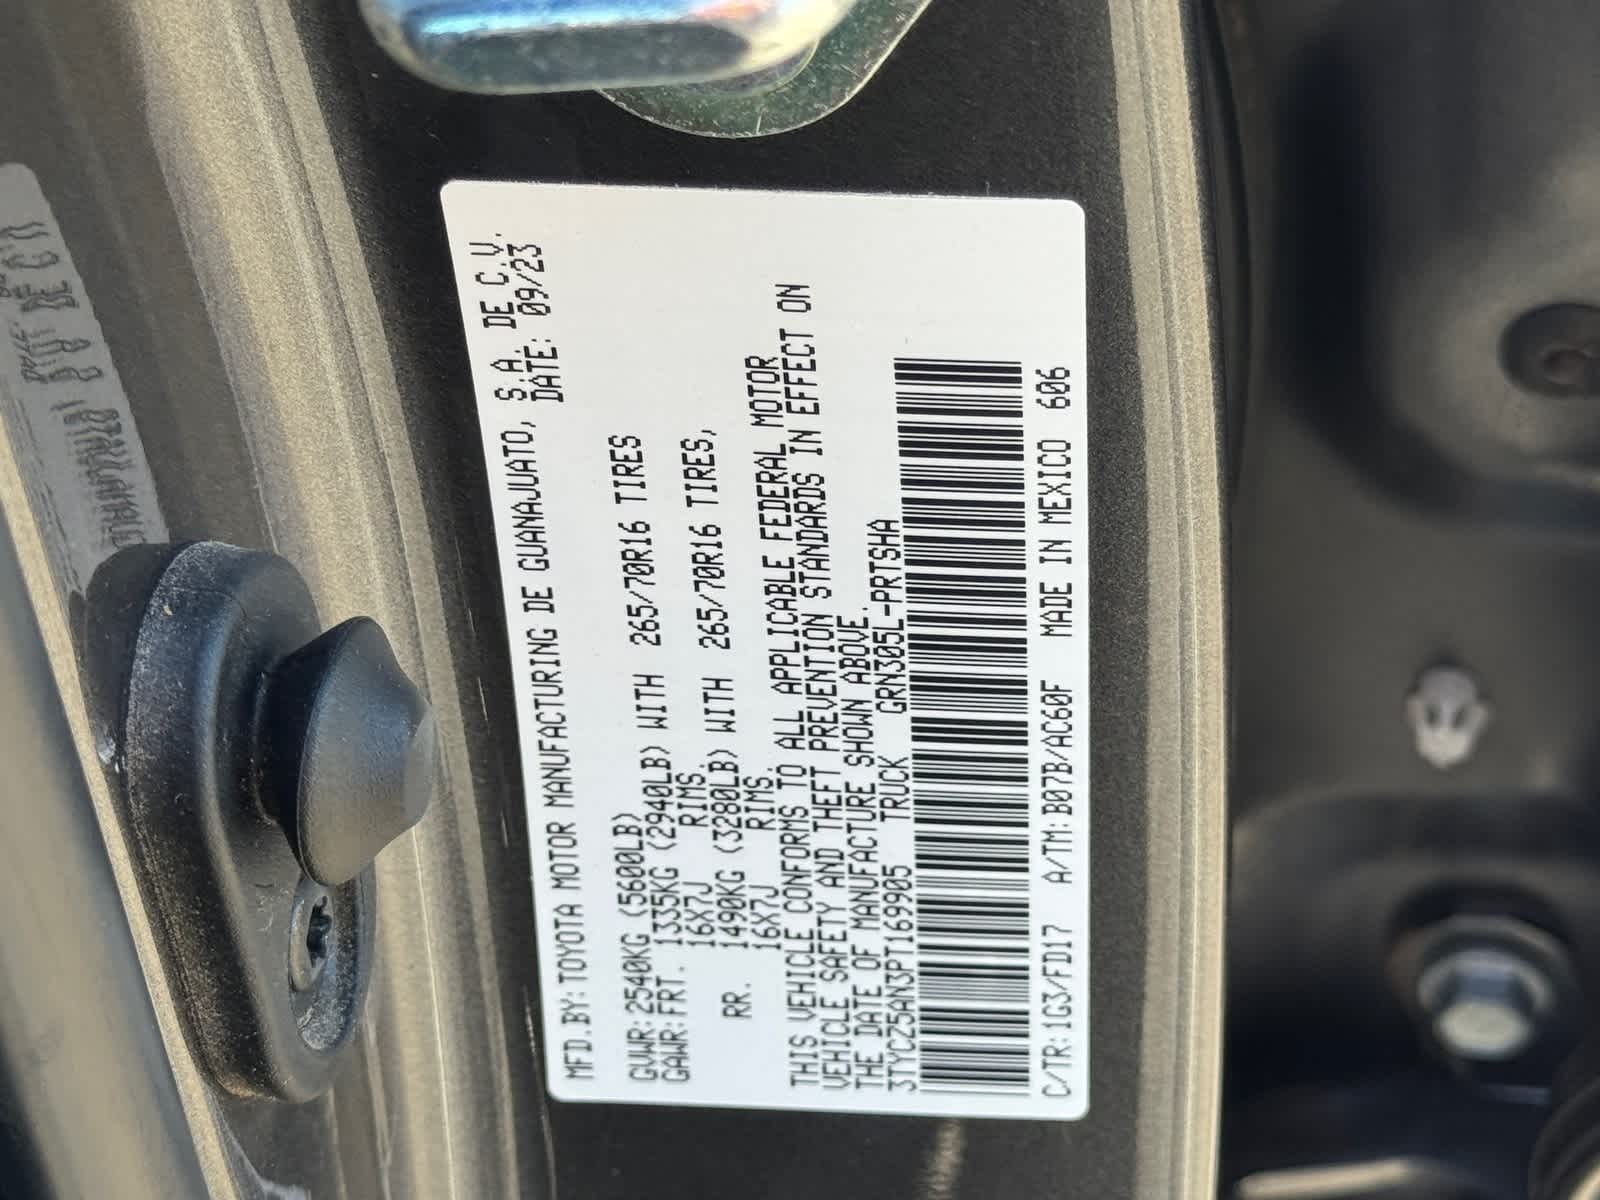 MFD.BY:TOYOTA MOTOR MANUFACTURING DE GUANAJUATO, S.A. DE C.V.
DATE: 09/23
GVWR:2540KG (5600LB)
GAWR:FRT. 1335KG (2940LB) WITH 265/70R16 TIRES
16X7J RIMS,
RR. 1490KG (3280LB) WITH 265/70R16 TIRES,
16X7J RIMS.
THIS VEHICLE CONFORMS TO ALL APPLICABLE FEDERAL MOTOR
VEHICLE SAFETY AND THEFT PREVENTION STANDARDS IN EFFECT ON
THE DATE OF MANUFACTURE SHOWN ABOVE.
3TYCZ5AN3PT169905 TRUCK GRN305L-PRTSHA
C/TR:1G3/FD17 A/TM:B07B/AC60F MADE IN MEXICO 606